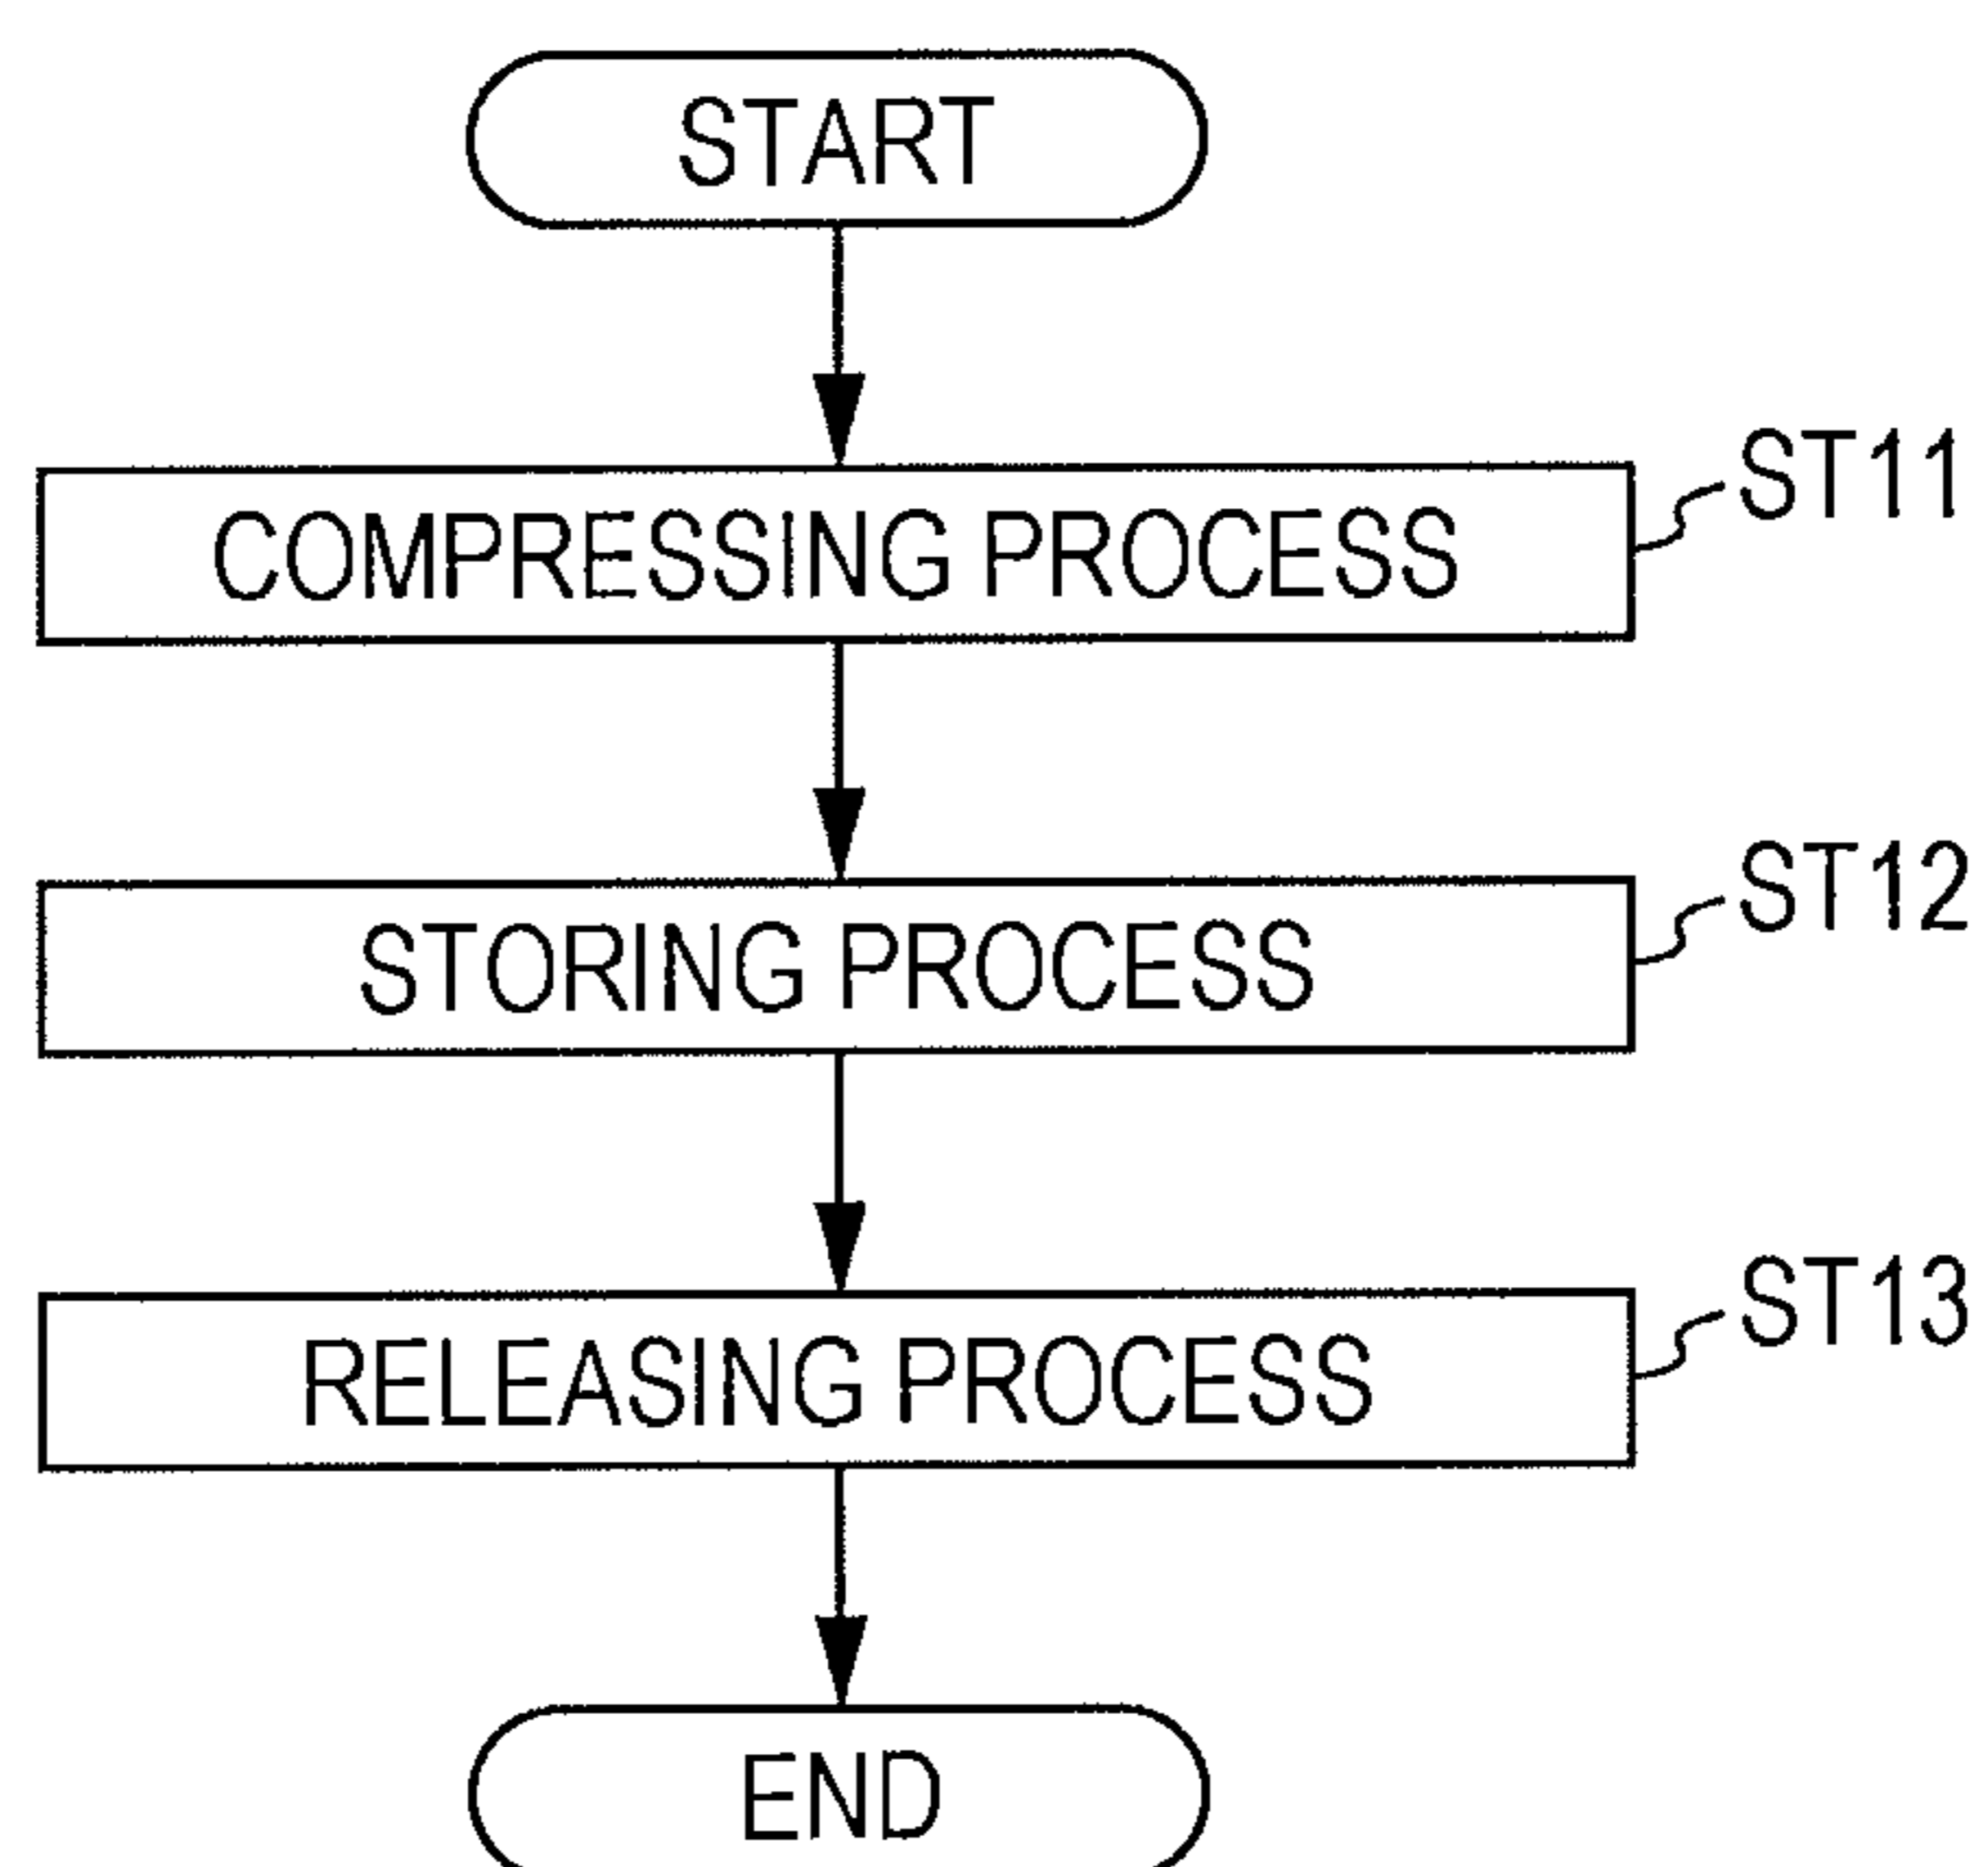 START
COMPRESSING PROCESS
ST11
STORING PROCESS
ST12
RELEASING PROCESS
ST13
END